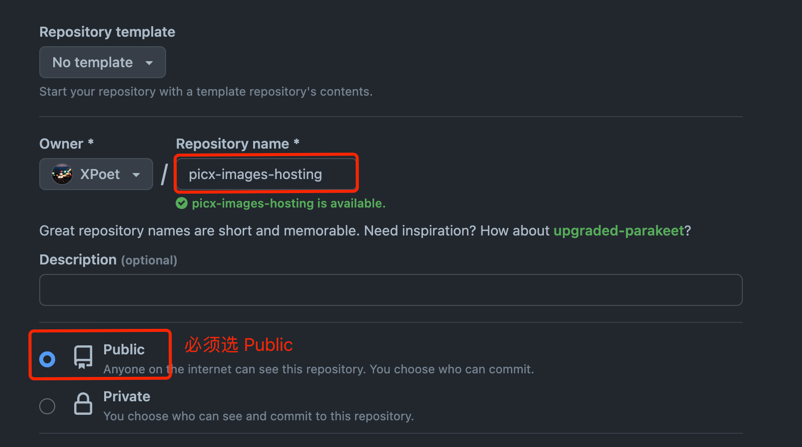 Repository template
No template
Start your repository with a template repository's contents.
Owner * Repository name *
XPoet / picx-images-hosting
picx-images-hosting is available.
Great repository names are short and memorable. Need inspiration? How about upgraded-parakeet?
Description (optional)
Public 必须选 Public
Anyone on the internet can see this repository. You choose who can commit.
Private
You choose who can see and commit to this repository.